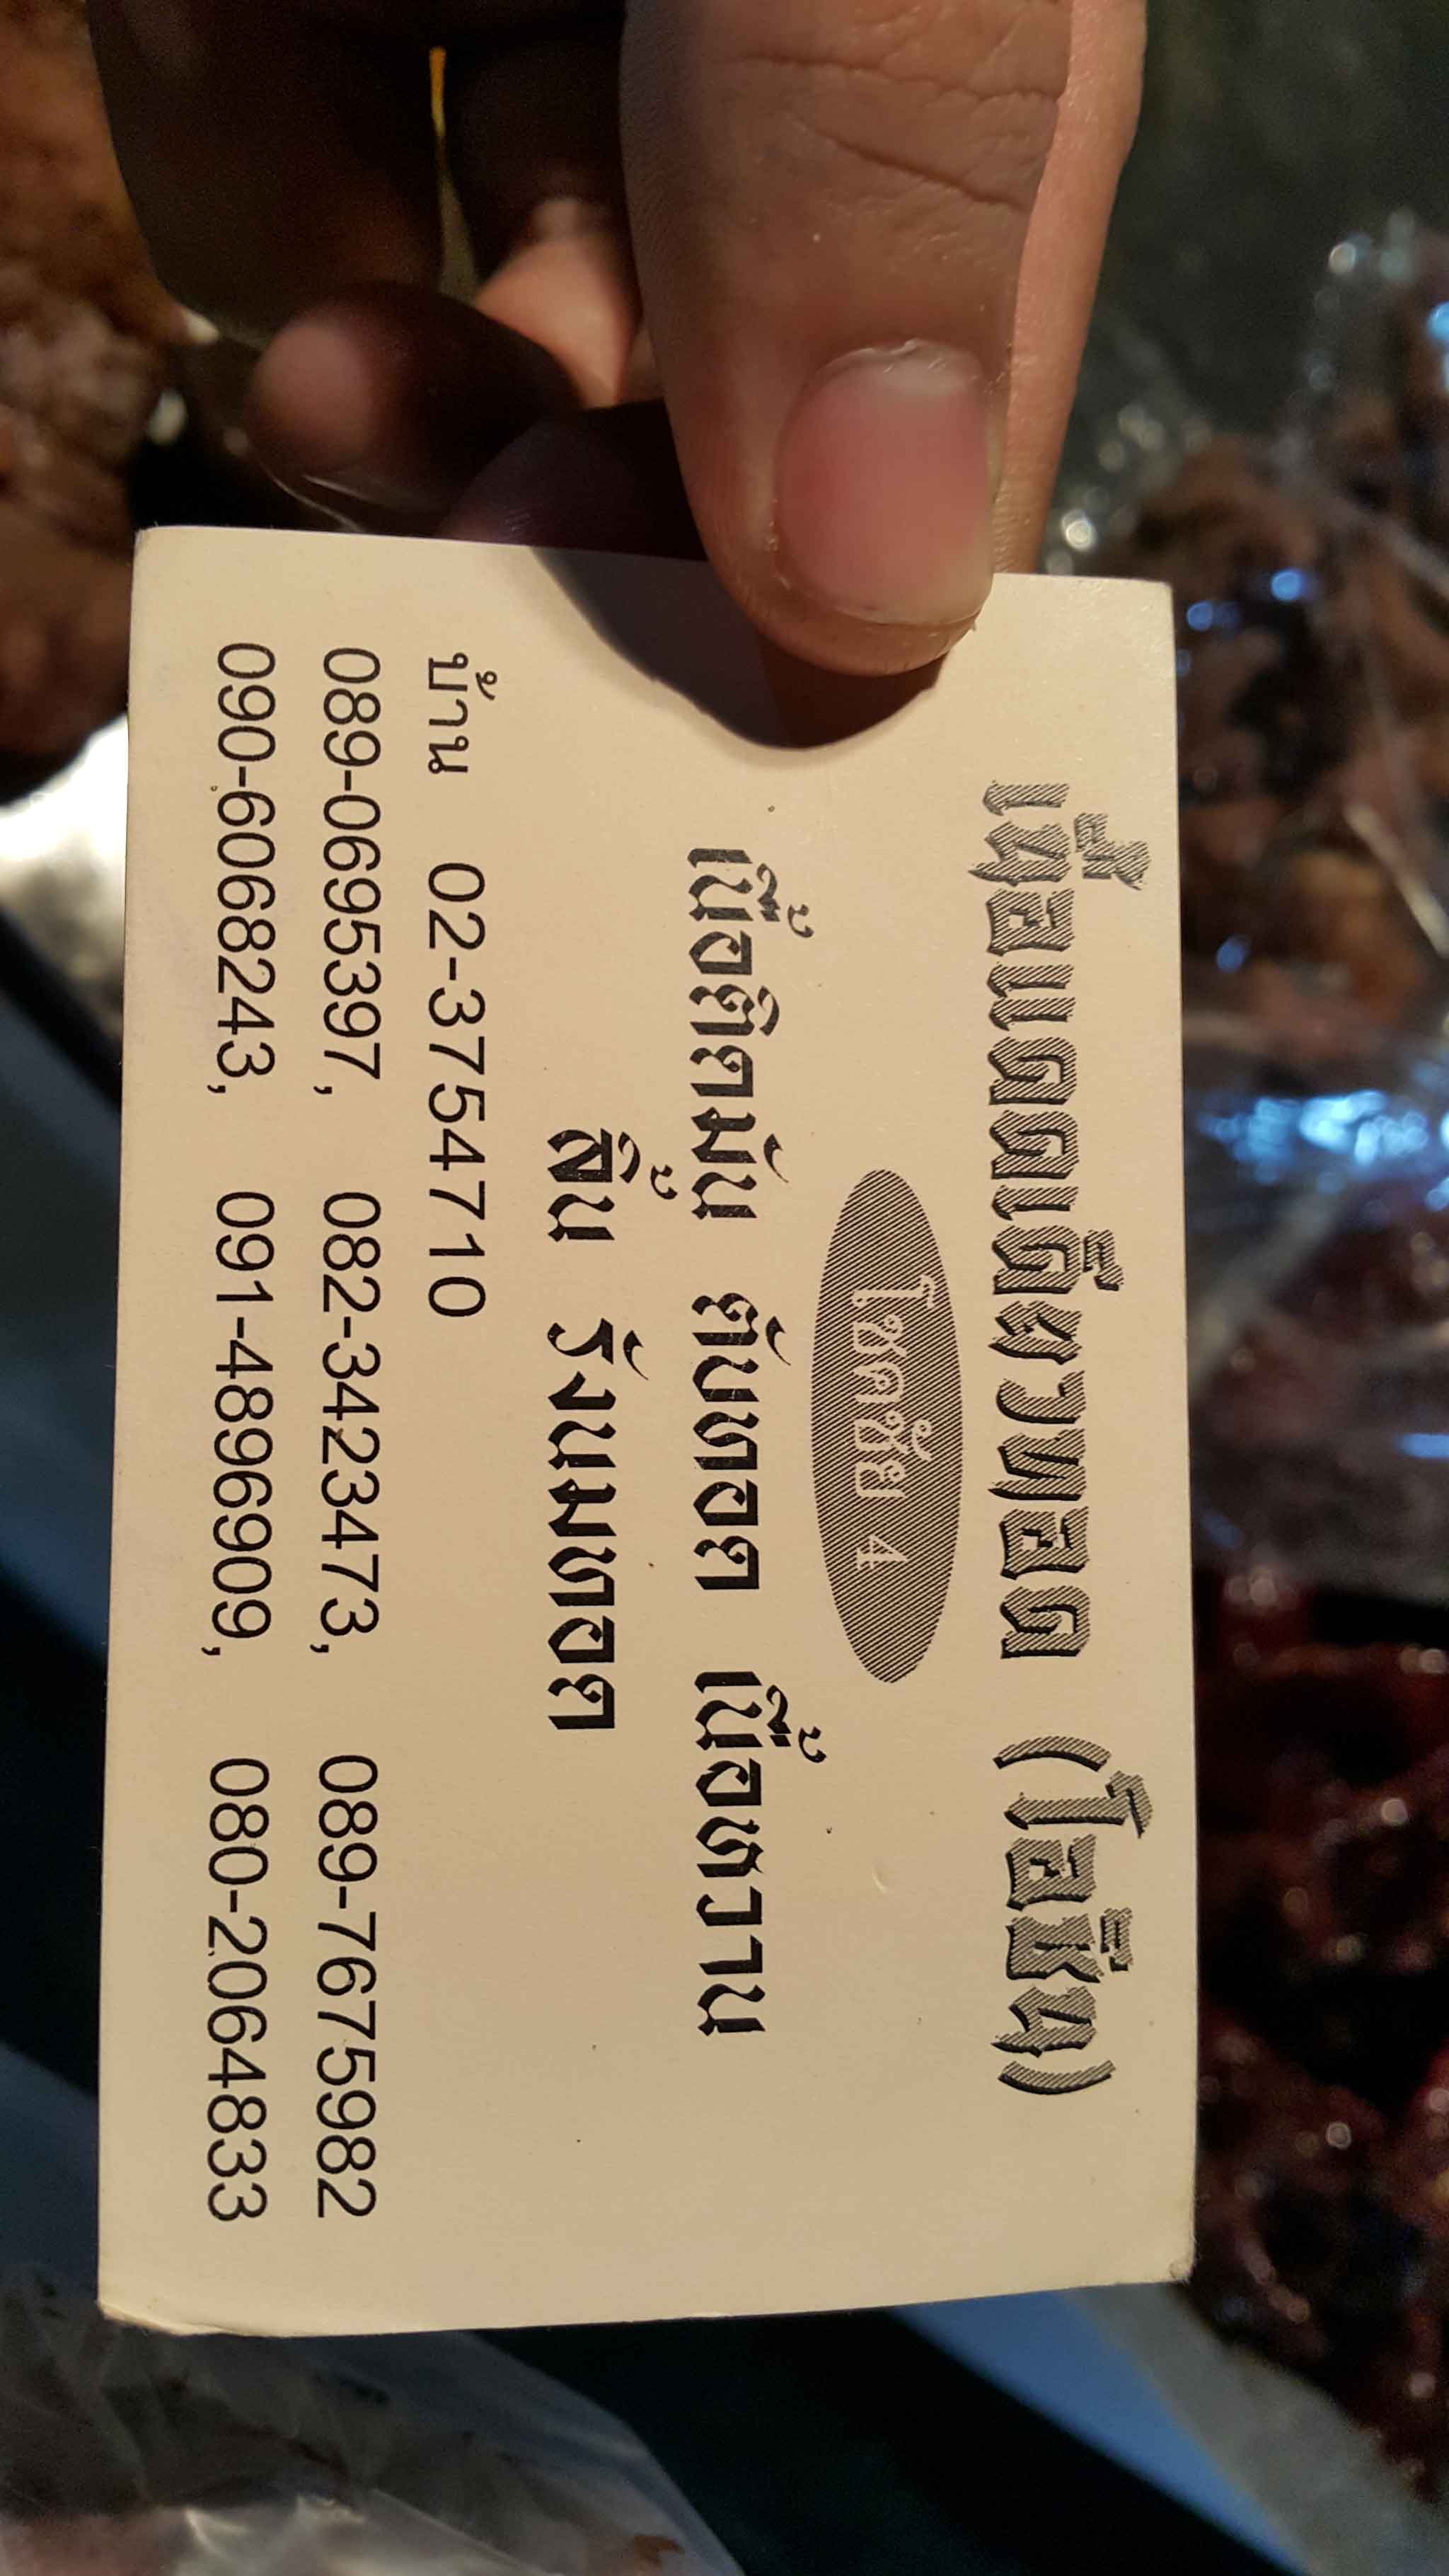 เนื้อแดดเดียวทอด (โอชิน)
โชคชัย 4
เนื้อติดมัน ตับทอด เนื้อหวาน
ลิ้น รังนมทอด
บ้าน 02-3754710
089-0695397, 082-3423473, 089-7675982
090-6068243, 091-4896909, 080-2064833